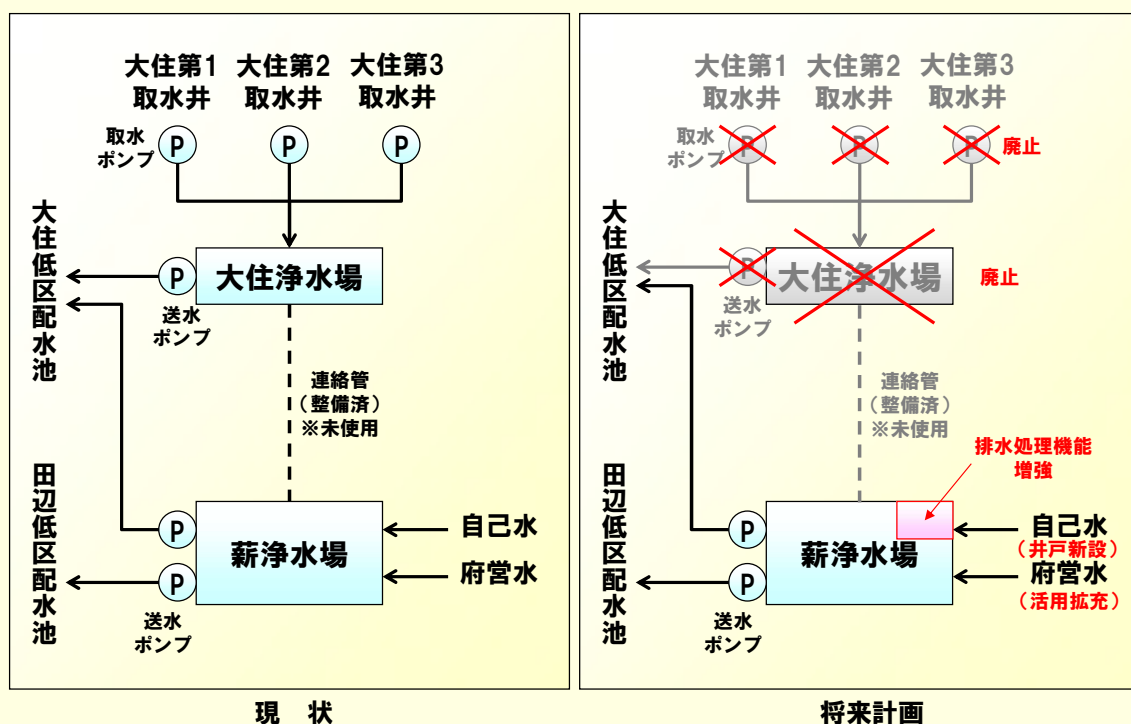 大住第1
取水井
大住第2
取水井
大住第3
取水井
取水
ポンプ
P
P
P
大住低区配水池
P
大住浄水場
送水
ポンプ
連絡管
（整備済）
※未使用
田辺低区配水池
P
P
薪浄水場
自己水
府営水
送水
ポンプ
現　状
大住第1
取水井
大住第2
取水井
大住第3
取水井
取水
ポンプ
P
P
P
廃止
大住低区配水池
P
大住浄水場
廃止
送水
ポンプ
連絡管
（整備済）
※未使用
排水処理機能
増強
田辺低区配水池
P
P
薪浄水場
自己水
（井戸新設）
府営水
（活用拡充）
送水
ポンプ
将来計画